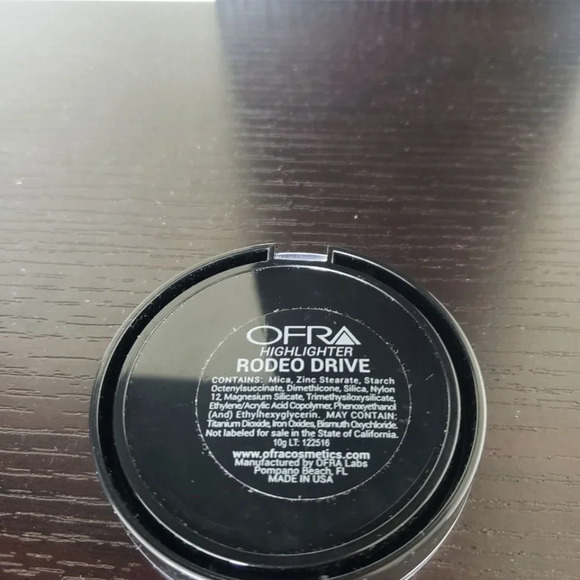 OFRA
HIGHLIGHTER
RODEO DRIVE
CONTAINS: Mica, Zinc Stearate, Starch
Octenylsuccinate, Dimethicone, Silica, Nylon
12, Magnesium Silicate, Trimethylsiloxysilicate,
Ethylene/Acrylic Acid Copolymer, Phenoxyethanol
(And) Ethylhexyglycerin. MAY CONTAIN:
Titanium Dioxide, Iron Oxides, Bismuth Oxychloride.
Not labeled for sale in the State of California.
10g LT: 122516
www.ofracosmetics.com
Manufactured by OFRA Labs
Pompano Beach, FL
MADE IN USA